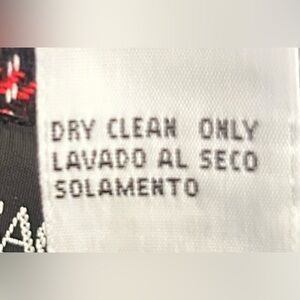 DRY CLEAN ONLY
LAVADO AL SECO
SOLAMENTO